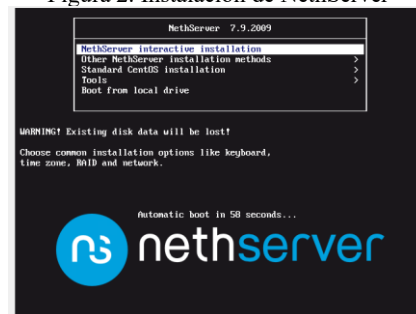 Figura 2. Instalación de NethServer
NethServer 7.9.2009
NethServer interactive installation
Other NethServer installation methods >
Standard CentOS installation >
Tools >
Boot from local drive
WARNING! Existing disk data will be lost!
Choose common installation options like keyboard,
time zone, RAID and network.
Automatic boot in 58 seconds...
ns nethserver